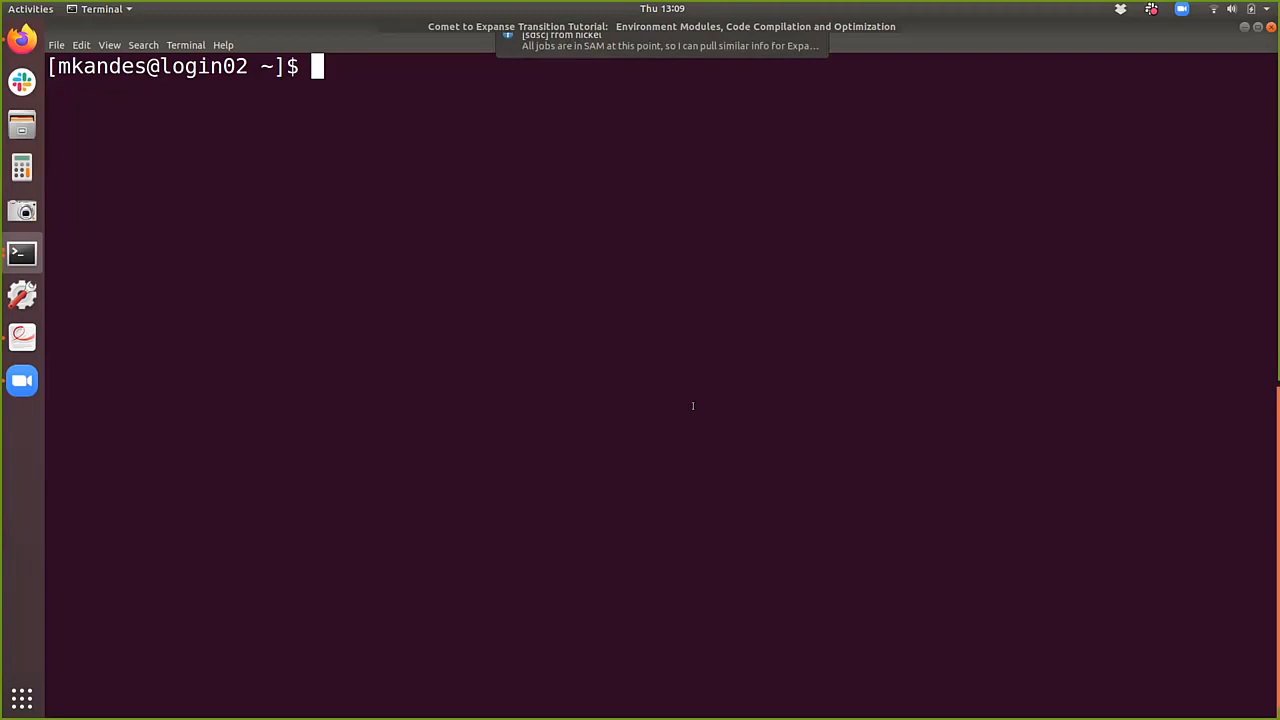 Activities Terminal Thu 13:09
Comet to Expanse Transition Tutorial: Environment Modules, Code Compilation and Optimization
[sdsc] from nickel
File Edit View Search Terminal Help
All jobs are in SAM at this point, so I can pull similar info for Expa...
[mkandes@login02 ~]$